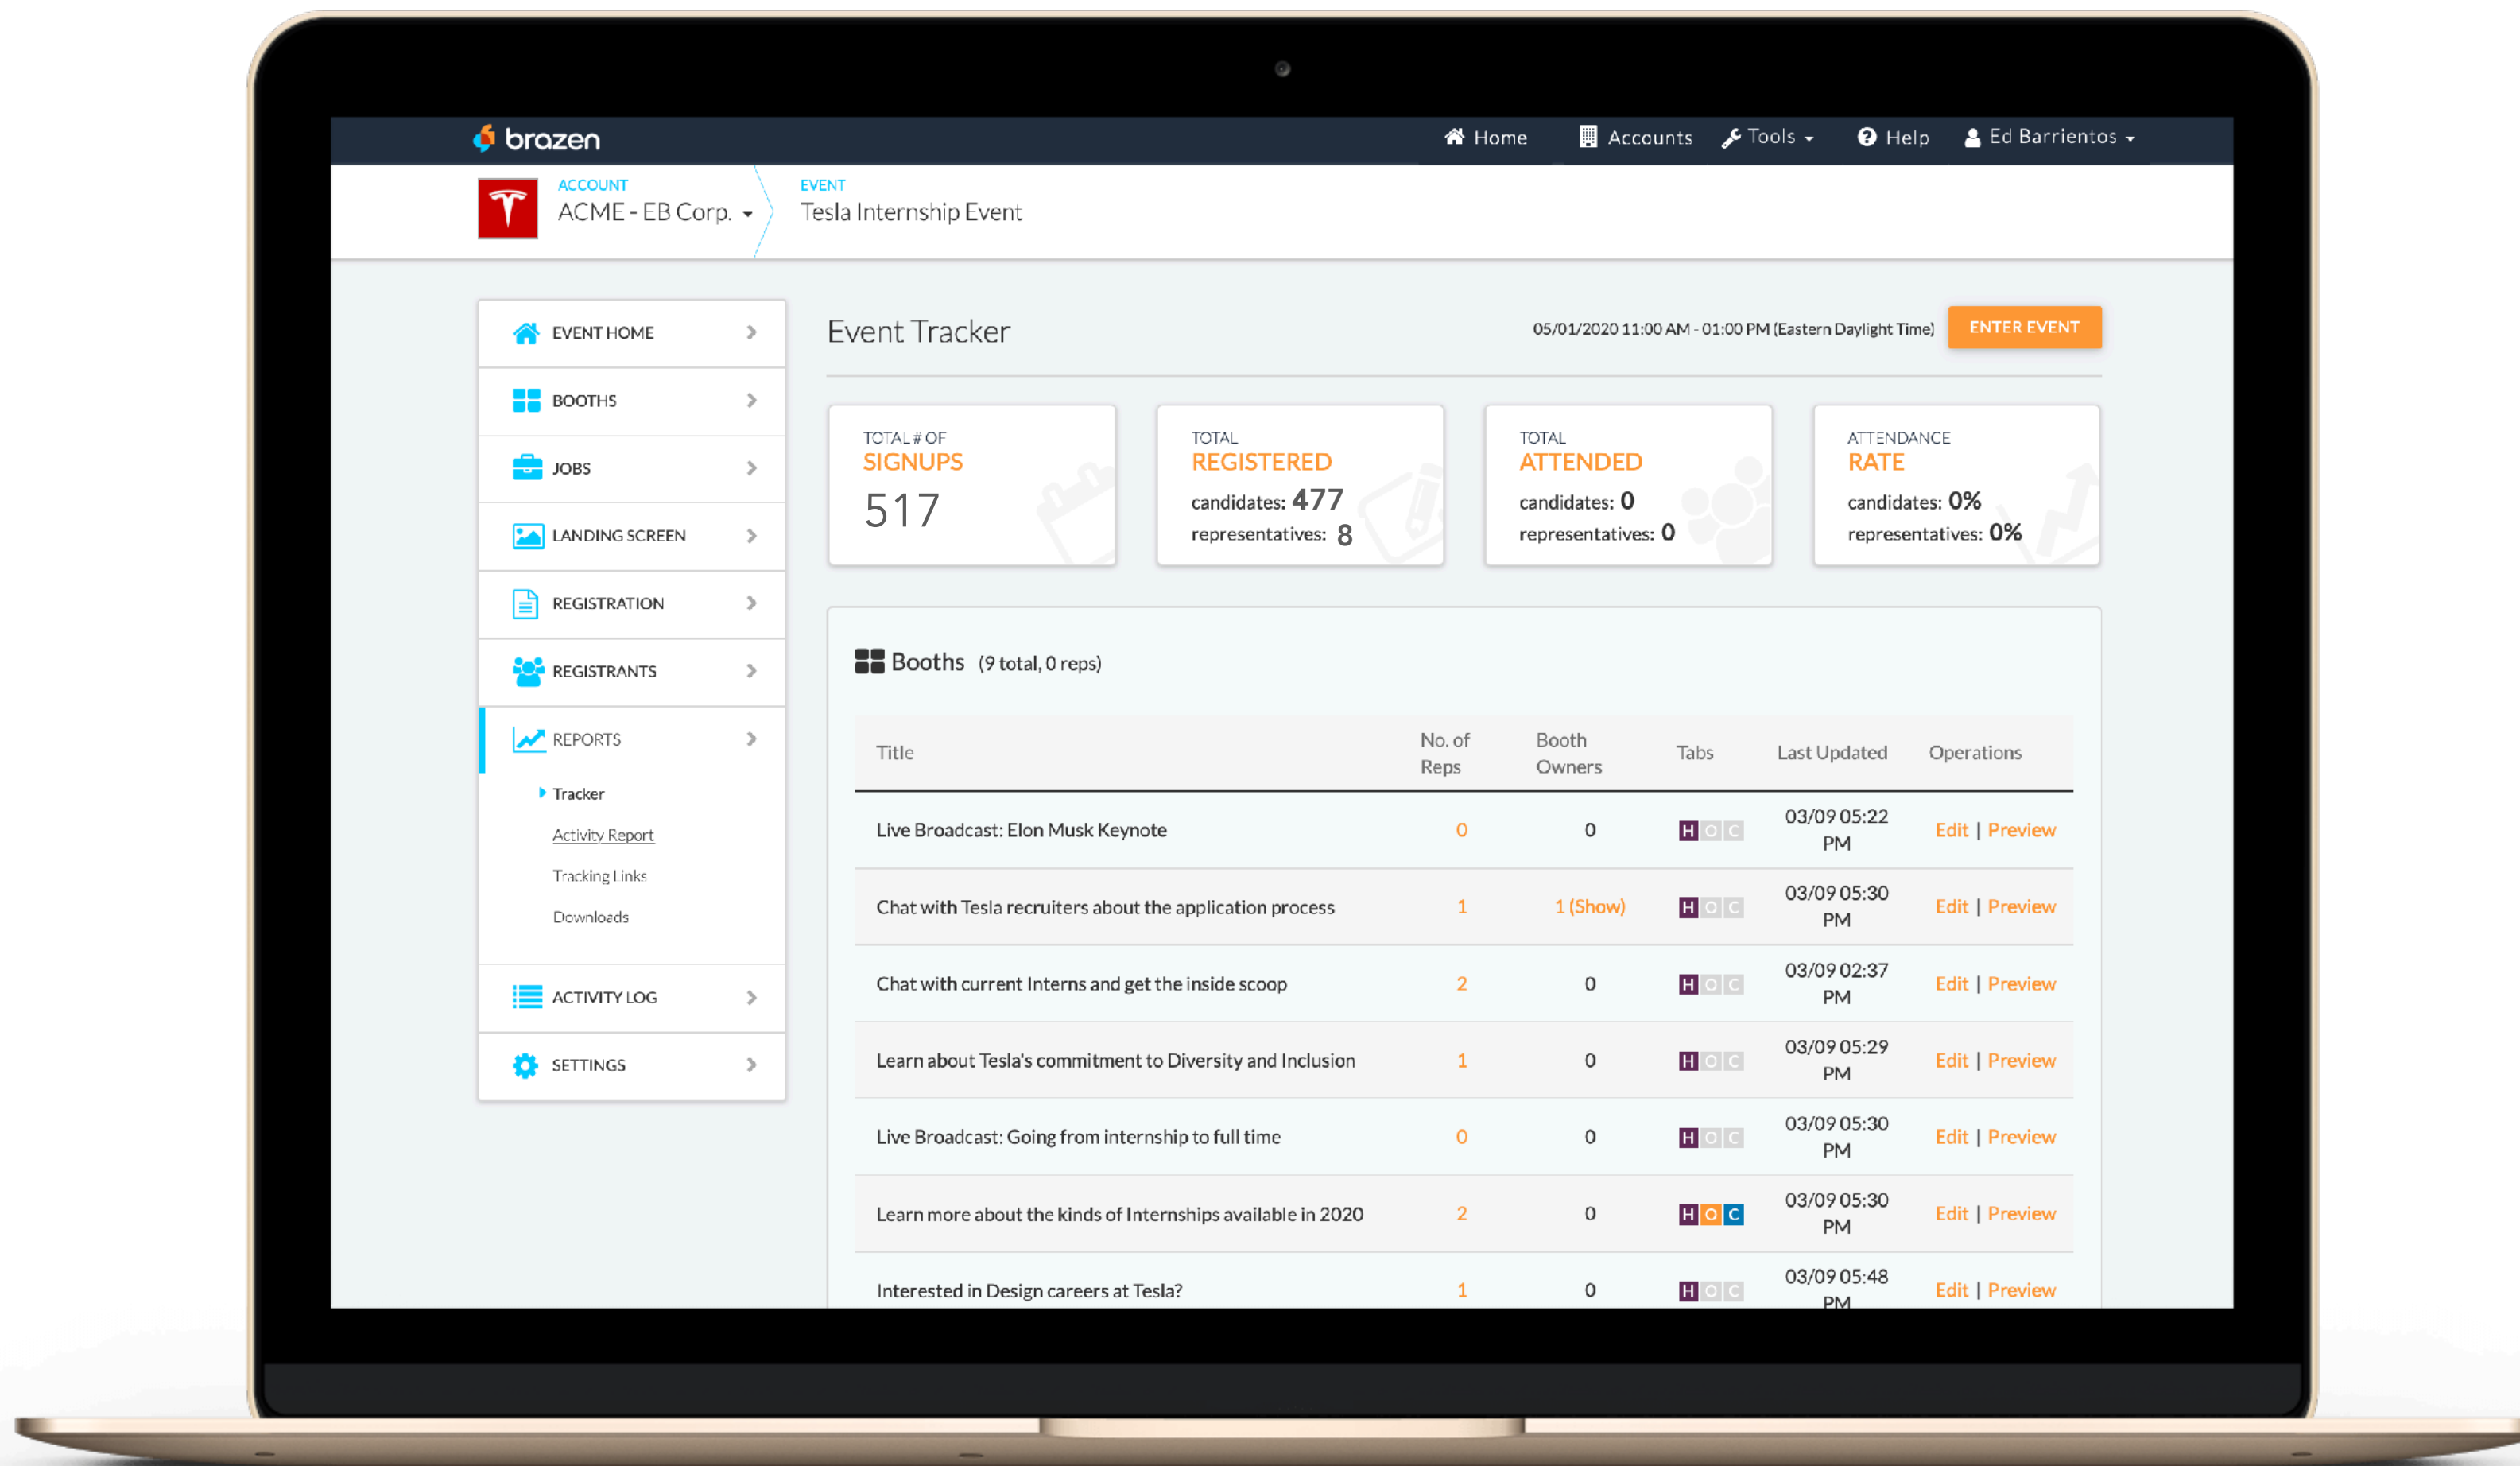 brazen
Home Accounts Tools Help Ed Barrientos
ACCOUNT
ACME - EB Corp.
EVENT
Tesla Internship Event
EVENT HOME
BOOTHS
JOBS
LANDING SCREEN
REGISTRATION
REGISTRANTS
REPORTS
Tracker
Activity Report
Tracking Links
Downloads
ACTIVITY LOG
SETTINGS
Event Tracker
05/01/2020 11:00 AM - 01:00 PM (Eastern Daylight Time)
ENTER EVENT
TOTAL # OF
SIGNUPS
517
TOTAL
REGISTERED
candidates: 477
representatives: 8
TOTAL
ATTENDED
candidates: 0
representatives: 0
ATTENDANCE
RATE
candidates: 0%
representatives: 0%
Booths (9 total, 0 reps)
Title No. of Reps Booth Owners Tabs Last Updated Operations
Live Broadcast: Elon Musk Keynote 0 0 H O C 03/09 05:22 PM Edit | Preview
Chat with Tesla recruiters about the application process 1 1 (Show) H O C 03/09 05:30 PM Edit | Preview
Chat with current Interns and get the inside scoop 2 0 H O C 03/09 02:37 PM Edit | Preview
Learn about Tesla's commitment to Diversity and Inclusion 1 0 H O C 03/09 05:29 PM Edit | Preview
Live Broadcast: Going from internship to full time 0 0 H O C 03/09 05:30 PM Edit | Preview
Learn more about the kinds of Internships available in 2020 2 0 H O C 03/09 05:30 PM Edit | Preview
Interested in Design careers at Tesla? 1 0 H O C 03/09 05:48 PM Edit | Preview